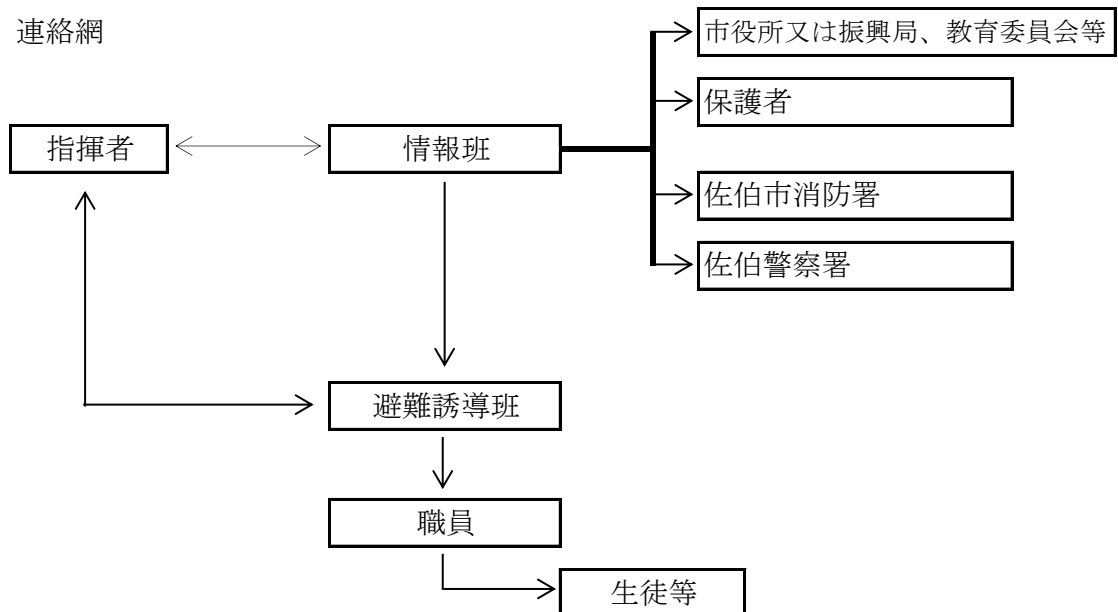 連絡網
市役所又は振興局、教育委員会等
保護者
指揮者
情報班
佐伯市消防署
佐伯警察署
避難誘導班
職員
生徒等